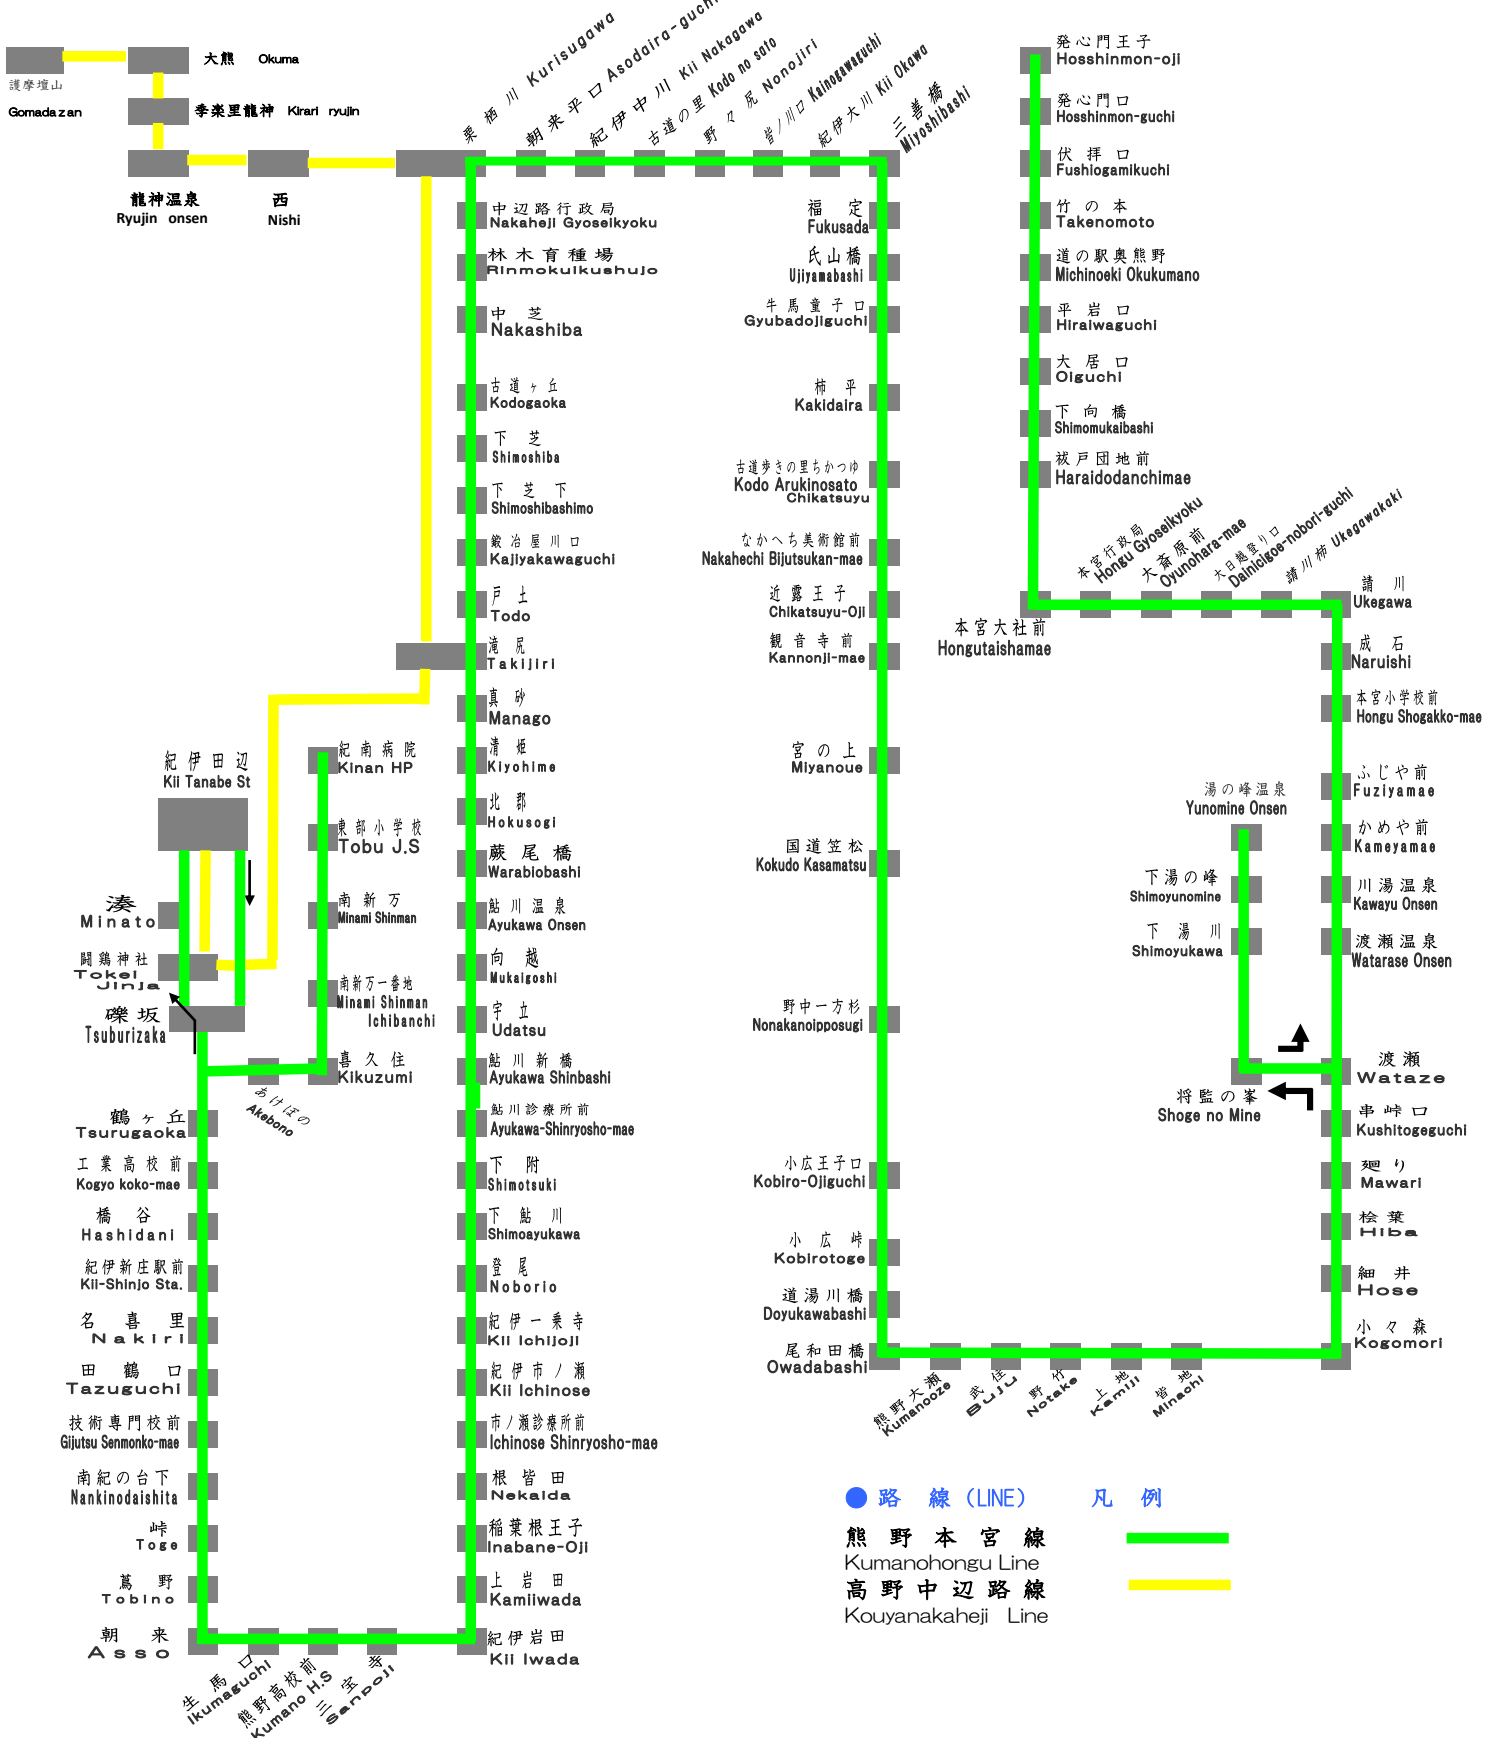 護摩壇山
Gomadazan
大熊 Okuma
季楽里龍神 Kirari ryujin
龍神温泉
Ryujin onsen
西
Nishi
栗栖川 Kurisugawa
朝来平口 Asodaira-guchi
紀伊中川 Kii Nakagawa
古道の里 Kodo no sato
野々尻 Nonojiri
皆ノ川口 Kainogawaguchi
紀伊大川 Kii Okawa
三善橋
Miyoshibashi
中辺路行政局
Nakaheji Gyoseikyoku
林木育種場
Rinmokuikushujo
中芝
Nakashiba
古道ヶ丘
Kodogaoka
下芝
Shimoshiba
下芝下
Shimoshibashimo
鍛冶屋川口
Kajiyakawaguchi
戸土
Todo
滝尻
Takijiri
真砂
Manago
清姫
Kiyohime
北郡
Hokusogi
蕨尾橋
Warabiobashi
鮎川温泉
Ayukawa Onsen
向越
Mukaigoshi
宇立
Udatsu
鮎川新橋
Ayukawa Shinbashi
鮎川診療所前
Ayukawa-Shinryosho-mae
下附
Shimotsuki
下鮎川
Shimoayukawa
登尾
Noborio
紀伊一乗寺
Kii Ichijoji
紀伊市ノ瀬
Kii Ichinose
市ノ瀬診療所前
Ichinose Shinryosho-mae
根皆田
Nekaida
稲葉根王子
Inabane-Oji
上岩田
Kamiiwada
紀伊岩田
Kii Iwada
紀伊田辺
Kii Tanabe St
湊
Minato
闘鶏神社
Tokei
Jinja
礫坂
Tsuburizaka
紀南病院
Kinan HP
東部小学校
Tobu J.S
南新万
Minami Shinman
南新万一番地
Minami Shinman
Ichibanchi
喜久住
Kikuzumi
あけぼの
Akebono
鶴ヶ丘
Tsurugaoka
工業高校前
Kogyo koko-mae
橋谷
Hashidani
紀伊新庄駅前
Kii-Shinjo Sta.
名喜里
Nakiri
田鶴口
Tazuguchi
技術専門校前
Gijutsu Senmonko-mae
南紀の台下
Nankinodaishita
峠
Toge
蔦野
Tobino
朝来
Asso
生馬口
Ikumaguchi
熊野高校前
Kumano H.S
三宝寺
Sanpoji
福定
Fukusada
氏山橋
Ujiyamabashi
牛馬童子口
Gyubadojiguchi
柿平
Kakidaira
古道歩きの里ちかつゆ
Kodo Arukinosato
Chikatsuyu
なかへち美術館前
Nakahechi Bijutsukan-mae
近露王子
Chikatsuyu-Oji
観音寺前
Kannonji-mae
宮の上
Miyanoue
国道笠松
Kokudo Kasamatsu
野中一方杉
Nonakanoipposugi
小広王子口
Kobiro-Ojiguchi
小広峠
Kobirotoge
道湯川橋
Doyukawabashi
尾和田橋
Owadabashi
熊野大瀬
Kumanooze
武住
Buju
野竹
Notake
上地
Kamiji
皆地
Minachi
発心門王子
Hosshinmon-oji
発心門口
Hosshinmon-guchi
伏拝口
Fushiogamikuchi
竹の本
Takenomoto
道の駅奥熊野
Michinoeki Okukumano
平岩口
Hiraiwaguchi
大居口
Oiguchi
下向橋
Shimomukaibashi
祓戸団地前
Haraidodanchimae
本宮大社前
Hongutaishamae
本宮行政局
Hongu Gyoseikyoku
大斎原前
Oyunohara-mae
大日越登り口
Dainicigoe-nobori-guchi
請川柿 Ukegawakaki
請川
Ukegawa
成石
Naruishi
本宮小学校前
Hongu Shogakko-mae
ふじや前
Fuziyamae
かめや前
Kameyamae
川湯温泉
Kawayu Onsen
渡瀬温泉
Watarase Onsen
湯の峰温泉
Yunomine Onsen
下湯の峰
Shimoyunomine
下湯川
Shimoyukawa
将監の峯
Shoge no Mine
渡瀬
Wataze
串峠口
Kushitogeguchi
廻り
Mawari
桧葉
Hiba
細井
Hose
小々森
Kogomori
●路線(LINE) 凡例
熊野本宮線
Kumanohongu Line
高野中辺路線
Kouyanakaheji Line